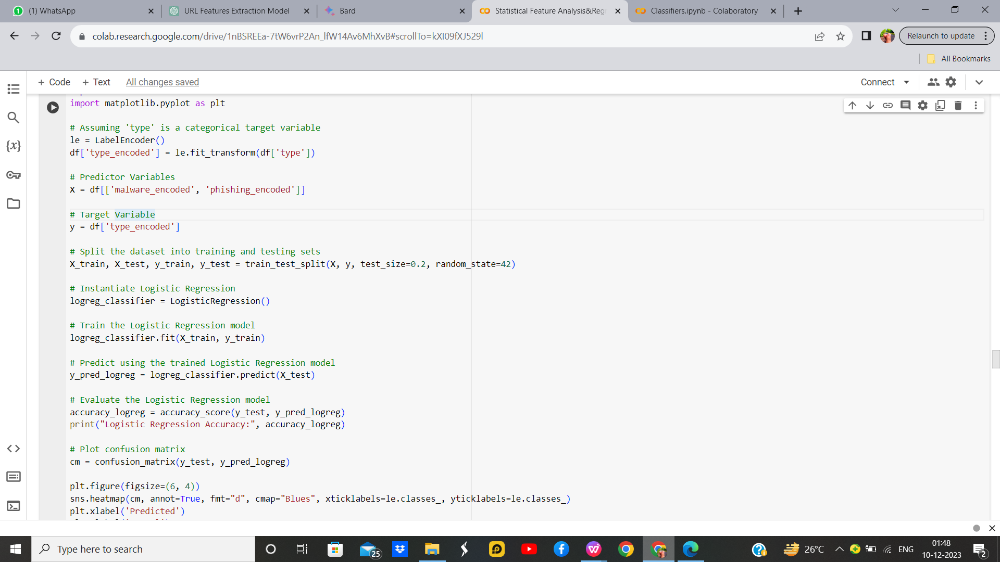 (1) WhatsApp
URL Features Extraction Model
Bard
Statistical Feature Analysis&Reg
Classifiers.ipynb - Colaboratory
colab.research.google.com/drive/1nBSREEa-7tW6vrP2An_lfW14Av6MhXvB#scrollTo=kXI09fXJ529l
Relaunch to update
All Bookmarks
+ Code + Text All changes saved
Connect
import matplotlib.pyplot as plt
# Assuming 'type' is a categorical target variable
le = LabelEncoder()
df['type_encoded'] = le.fit_transform(df['type'])
# Predictor Variables
X = df[['malware_encoded', 'phishing_encoded']]
# Target Variable
y = df['type_encoded']
# Split the dataset into training and testing sets
X_train, X_test, y_train, y_test = train_test_split(X, y, test_size=0.2, random_state=42)
# Instantiate Logistic Regression
logreg_classifier = LogisticRegression()
# Train the Logistic Regression model
logreg_classifier.fit(X_train, y_train)
# Predict using the trained Logistic Regression model
y_pred_logreg = logreg_classifier.predict(X_test)
# Evaluate the Logistic Regression model
accuracy_logreg = accuracy_score(y_test, y_pred_logreg)
print("Logistic Regression Accuracy:", accuracy_logreg)
# Plot confusion matrix
cm = confusion_matrix(y_test, y_pred_logreg)
plt.figure(figsize=(6, 4))
sns.heatmap(cm, annot=True, fmt="d", cmap="Blues", xticklabels=le.classes_, yticklabels=le.classes_)
plt.xlabel('Predicted')
Type here to search
25
26°C
ENG
01:48
10-12-2023
2